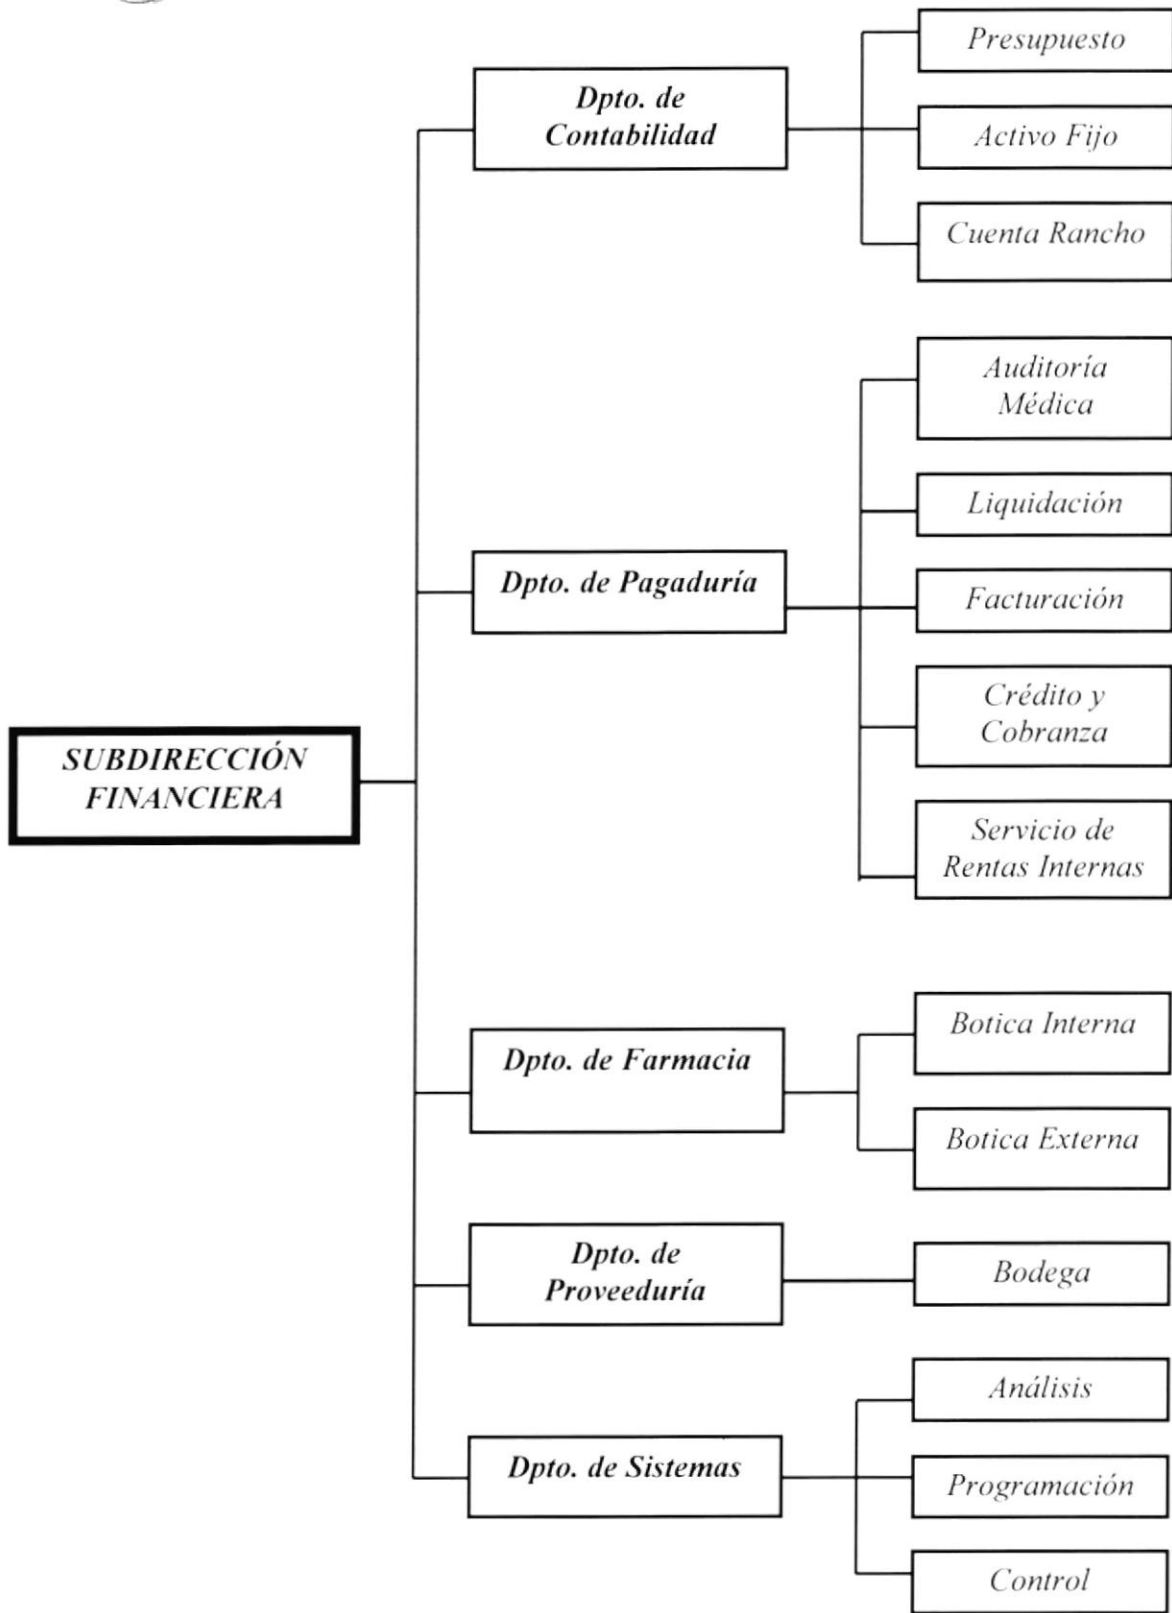 Presupuesto
Dpto. de
Contabilidad
Activo Fijo
Cuenta Rancho
Auditoría
Médica
Liquidación
Dpto. de Pagaduría
Facturación
Crédito y
Cobranza
SUBDIRECCIÓN
FINANCIERA
Servicio de
Rentas Internas
Botica Interna
Dpto. de Farmacia
Botica Externa
Dpto. de
Proveeduría
Bodega
Análisis
Dpto. de Sistemas
Programación
Control